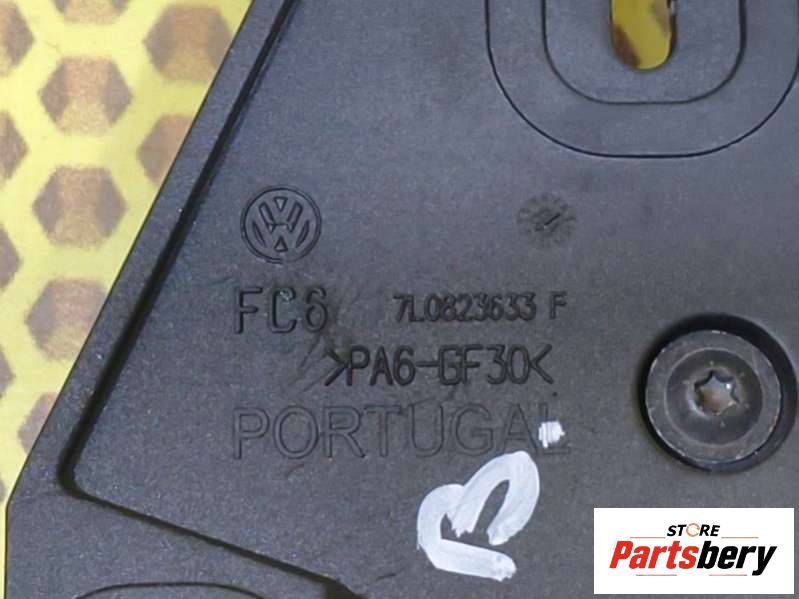 FC6 7L0823633 F
>PA6-GF30<
PORTUGAL
B
STORE
Partsbery